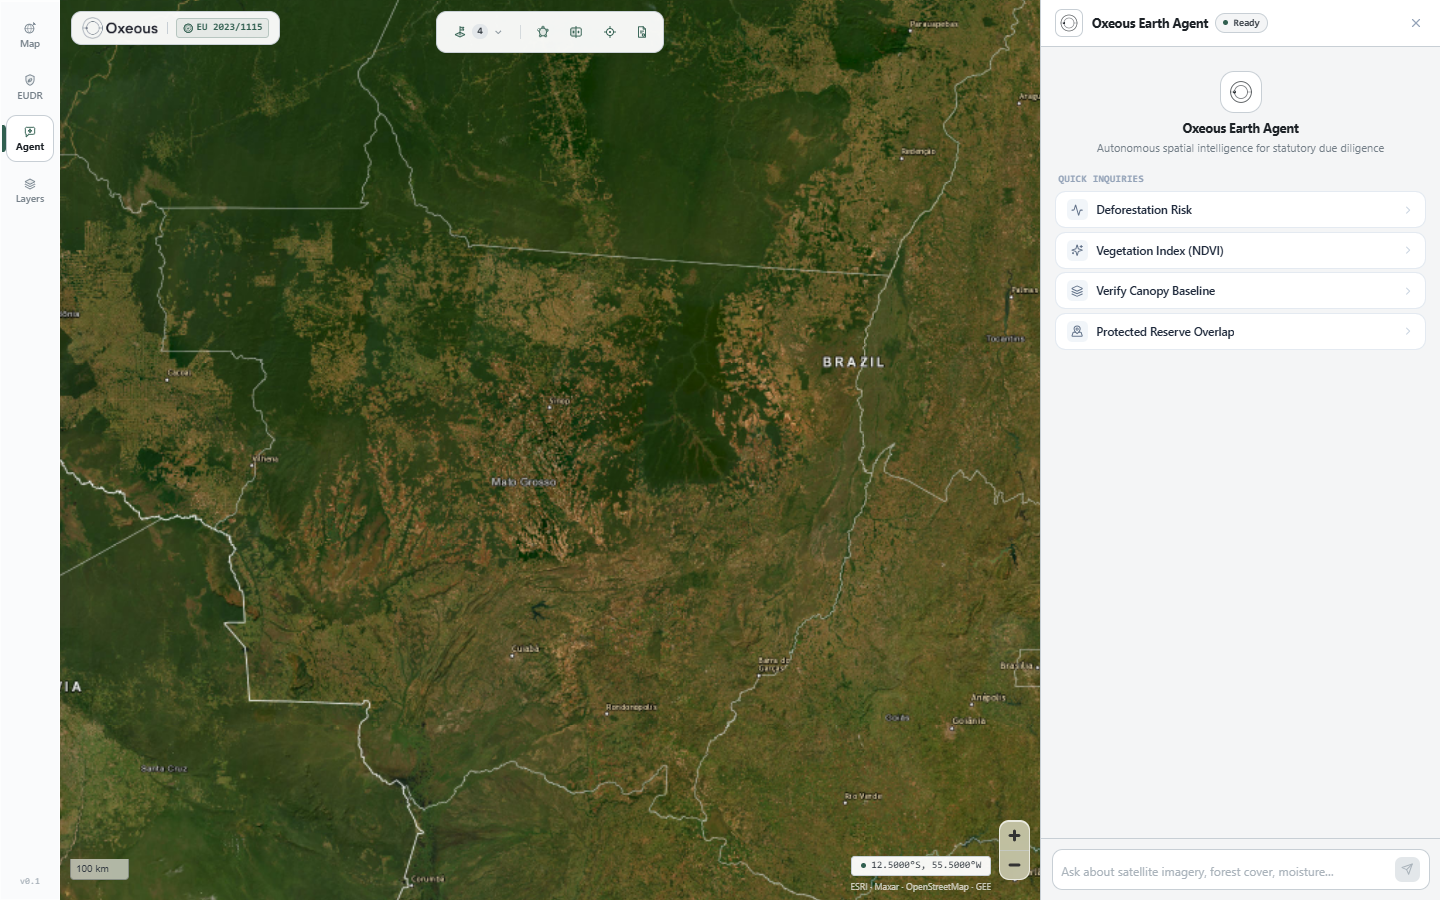 Map
EUDR
Agent
Layers
v0.1
Oxeous
EU 2023/1115
4
Parauapebas
Redenção
Palmas
Tocantins
BRAZIL
Cacoal
Sinop
Vilhena
Mato Grosso
Cuiabá
Barra do
Garças
Rondonópolis
Brasília
Anápolis
Goiás
Goiânia
VIA
Santa Cruz
Rio Verde
Corumbá
100 km
12.5000°S, 55.5000°W
ESRI · Maxar · OpenStreetMap · GEE
+
−
Oxeous Earth Agent
Ready
Oxeous Earth Agent
Autonomous spatial intelligence for statutory due diligence
QUICK INQUIRIES
Deforestation Risk
Vegetation Index (NDVI)
Verify Canopy Baseline
Protected Reserve Overlap
Ask about satellite imagery, forest cover, moisture...